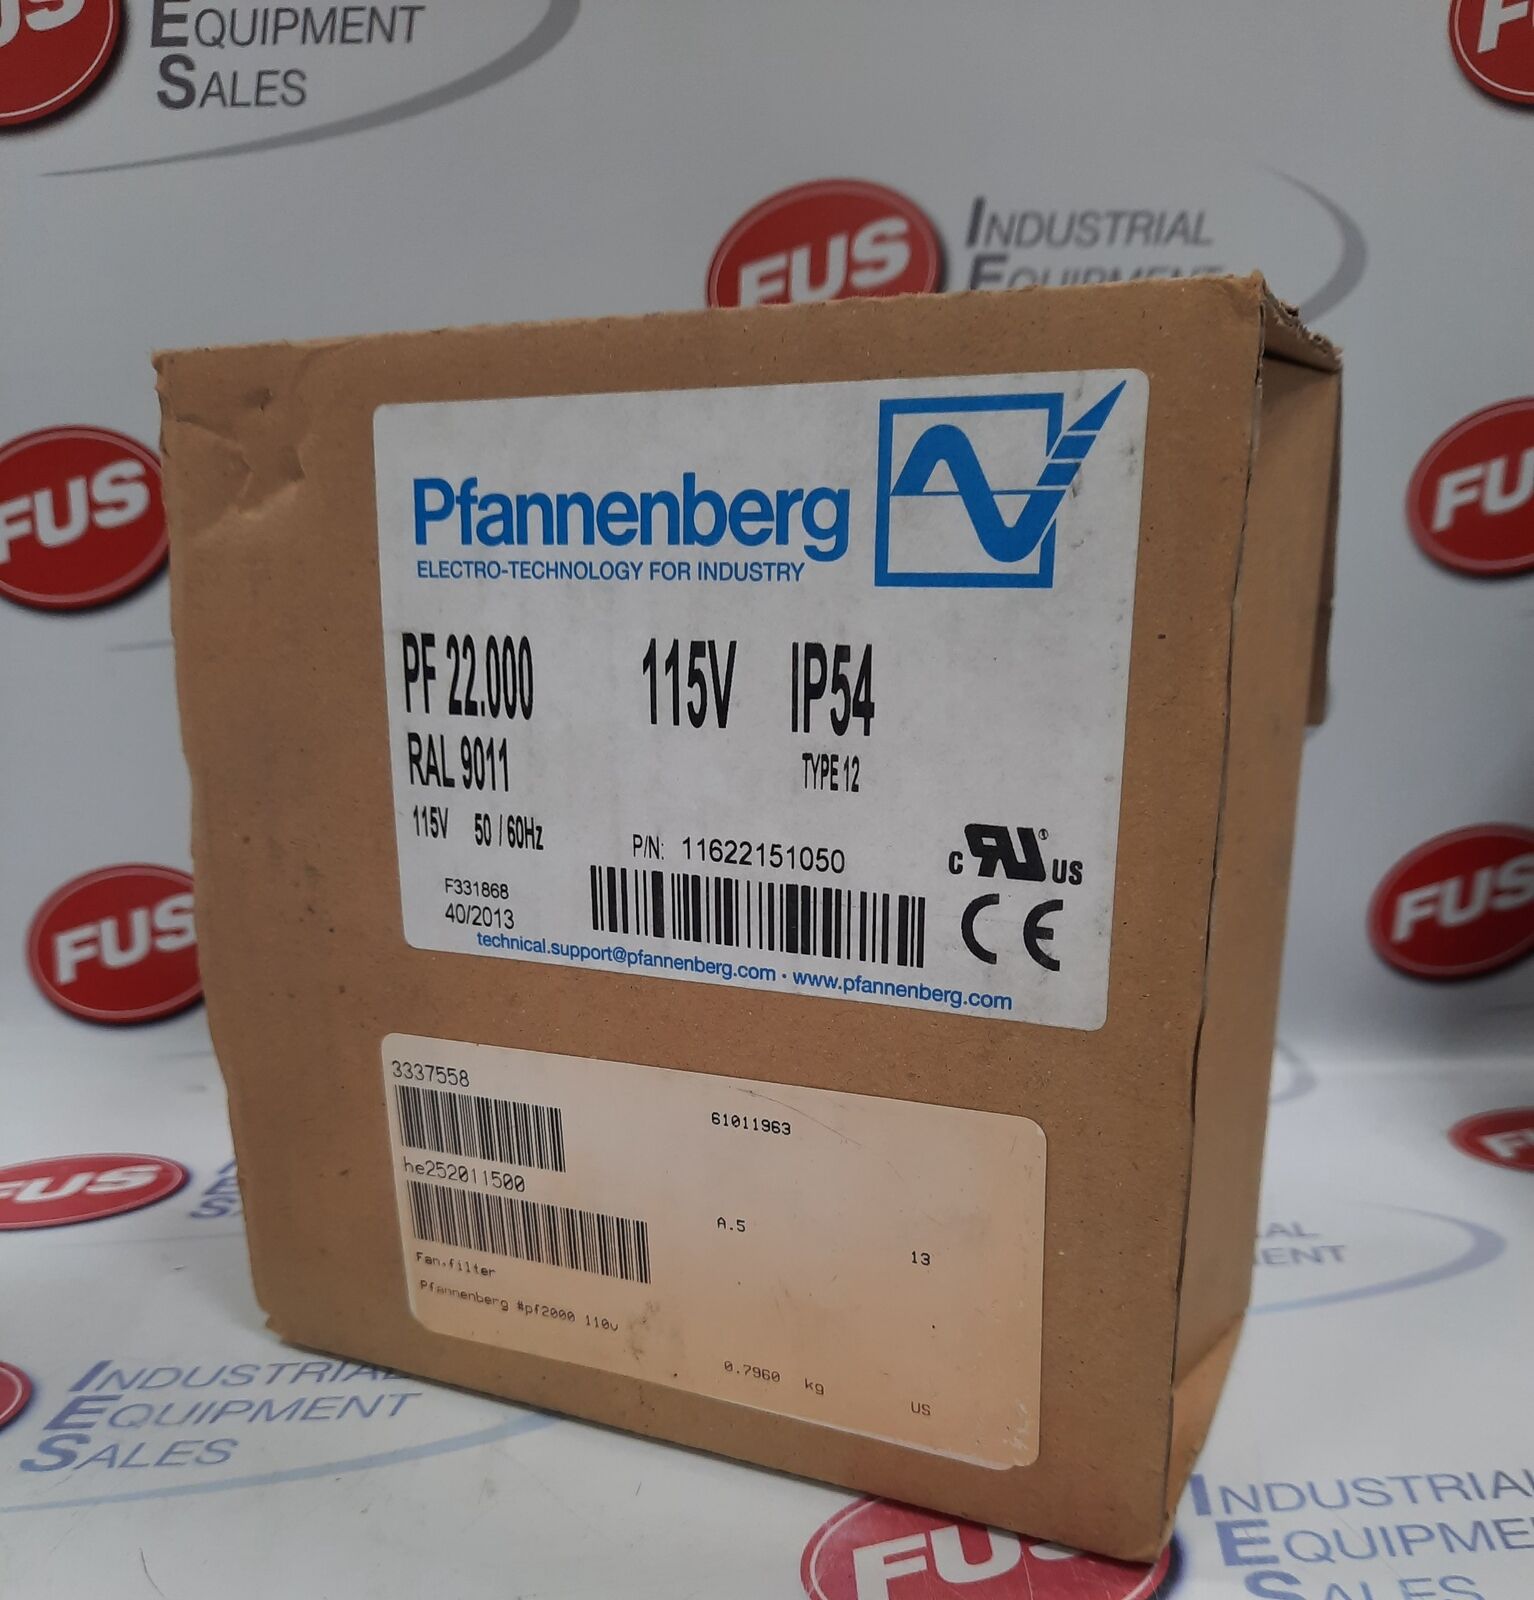 EQUIPMENT
SALES
FUS
INDUSTRIAL
EQUIPMENT
FUS
FUS
Pfannenberg
ELECTRO-TECHNOLOGY FOR INDUSTRY
PF 22.000 115V IP54
RAL 9011 TYPE 12
115V 50 / 60Hz
P/N: 11622151050
c RU ® US
F331868
40/2013
CE
technical.support@pfannenberg.com · www.pfannenberg.com
FUS
FUS
3337558
61011963
he252011500
A.5
13
Fan,filter
Pfannenberg #pf2000 110v
0.7960 kg
US
FUS
INDUSTRIAL
EQUIPMENT
SALES
FUS
INDUSTRIAL
EQUIPMENT
SALES